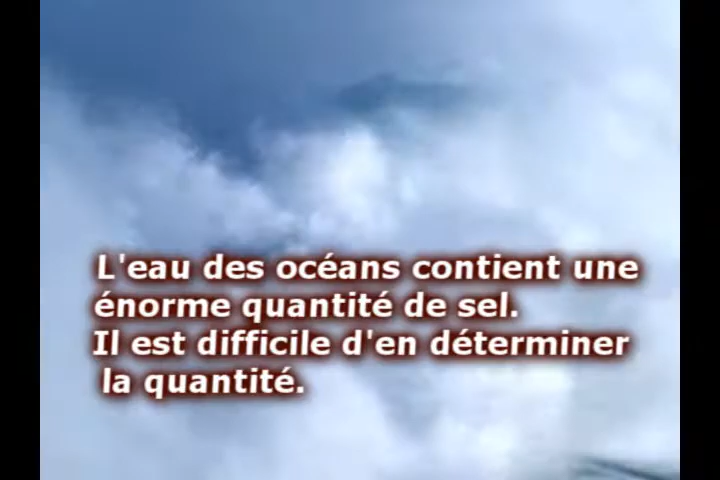 L'eau des océans contient une
énorme quantité de sel.
Il est difficile d'en déterminer
la quantité.